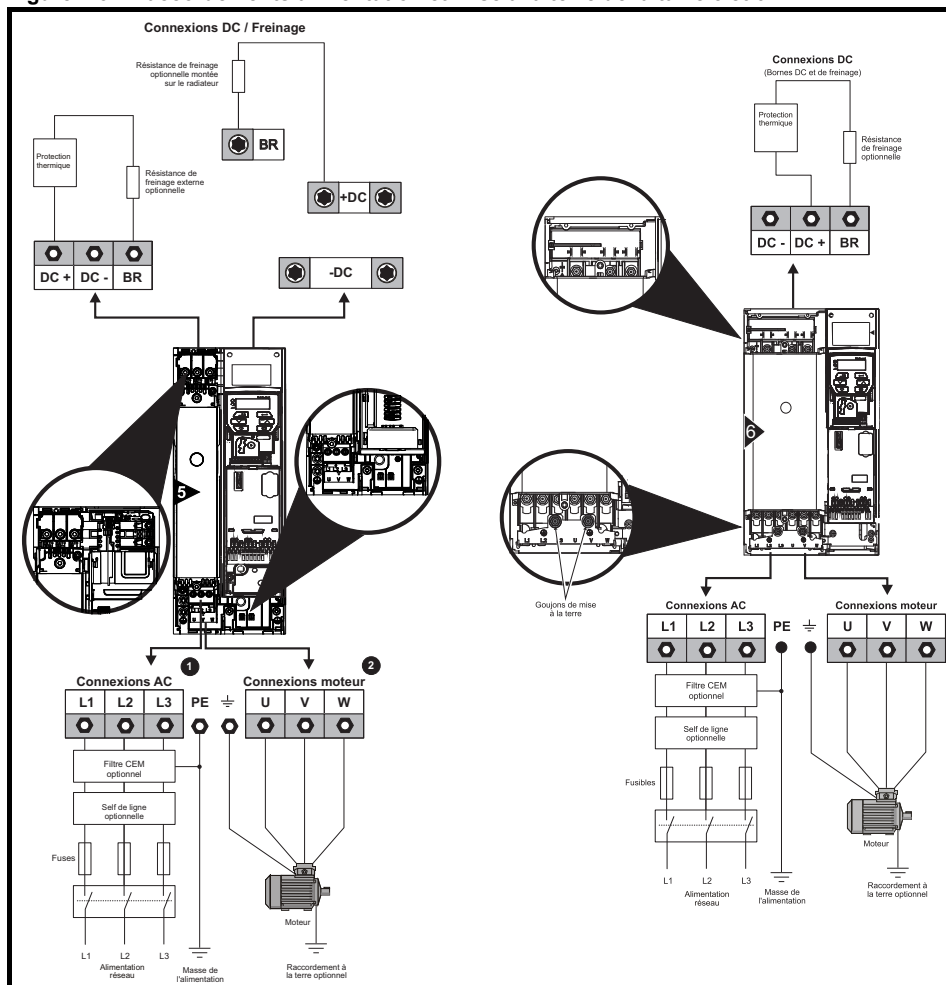 Connexions DC / Freinage
Résistance de freinage
optionnelle montée
sur le radiateur
BR
Protection
thermique
Résistance de
freinage externe
optionnelle
+DC
DC + DC - BR
-DC
5
1
2
Connexions AC
Connexions moteur
L1 L2 L3 PE U V W
Filtre CEM
optionnel
Self de ligne
optionnelle
Fuses
L1 L2 L3
Alimentation
réseau
Masse de
l'alimentation
Moteur
Raccordement à
la terre optionnel
Connexions DC
(Bornes DC et de freinage)
Protection
thermique
Résistance
de freinage
optionnelle
DC - DC + BR
6
Goujons de mise
à la terre
Connexions AC
Connexions moteur
L1 L2 L3 PE U V W
Filtre CEM
optionnel
Self de ligne
optionnelle
Fusibles
L1 L2 L3
Alimentation
réseau
Masse de
l'alimentation
Moteur
Raccordement à
la terre optionnel